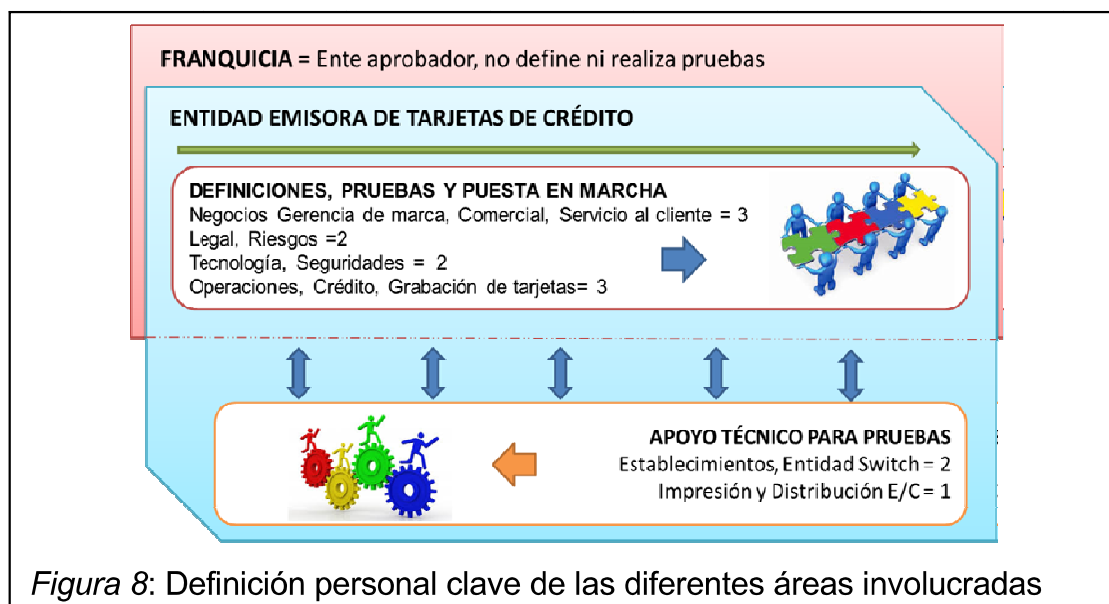 FRANQUICIA = Ente aprobador, no define ni realiza pruebas
ENTIDAD EMISORA DE TARJETAS DE CRÉDITO
DEFINICIONES, PRUEBAS Y PUESTA EN MARCHA
Negocios Gerencia de marca, Comercial, Servicio al cliente = 3
Legal, Riesgos =2
Tecnología, Seguridades = 2
Operaciones, Crédito, Grabación de tarjetas= 3
APOYO TÉCNICO PARA PRUEBAS
Establecimientos, Entidad Switch = 2
Impresión y Distribución E/C= 1
Figura 8: Definición personal clave de las diferentes áreas involucradas